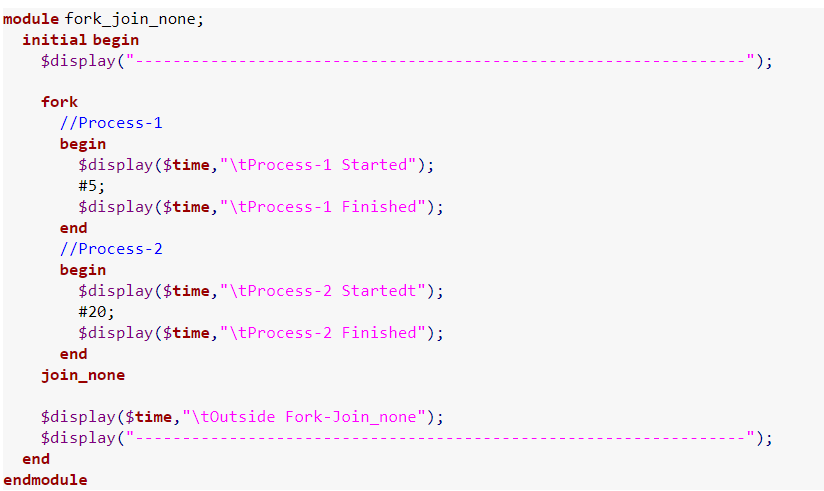 module fork_join_none;
  initial begin
    $display("-----------------------------------------------------------------");

    fork
      //Process-1
      begin
        $display($time,"\tProcess-1 Started");
        #5;
        $display($time,"\tProcess-1 Finished");
      end
      //Process-2
      begin
        $display($time,"\tProcess-2 Startedt");
        #20;
        $display($time,"\tProcess-2 Finished");
      end
    join_none

    $display($time,"\tOutside Fork-Join_none");
    $display("-----------------------------------------------------------------");
  end
endmodule